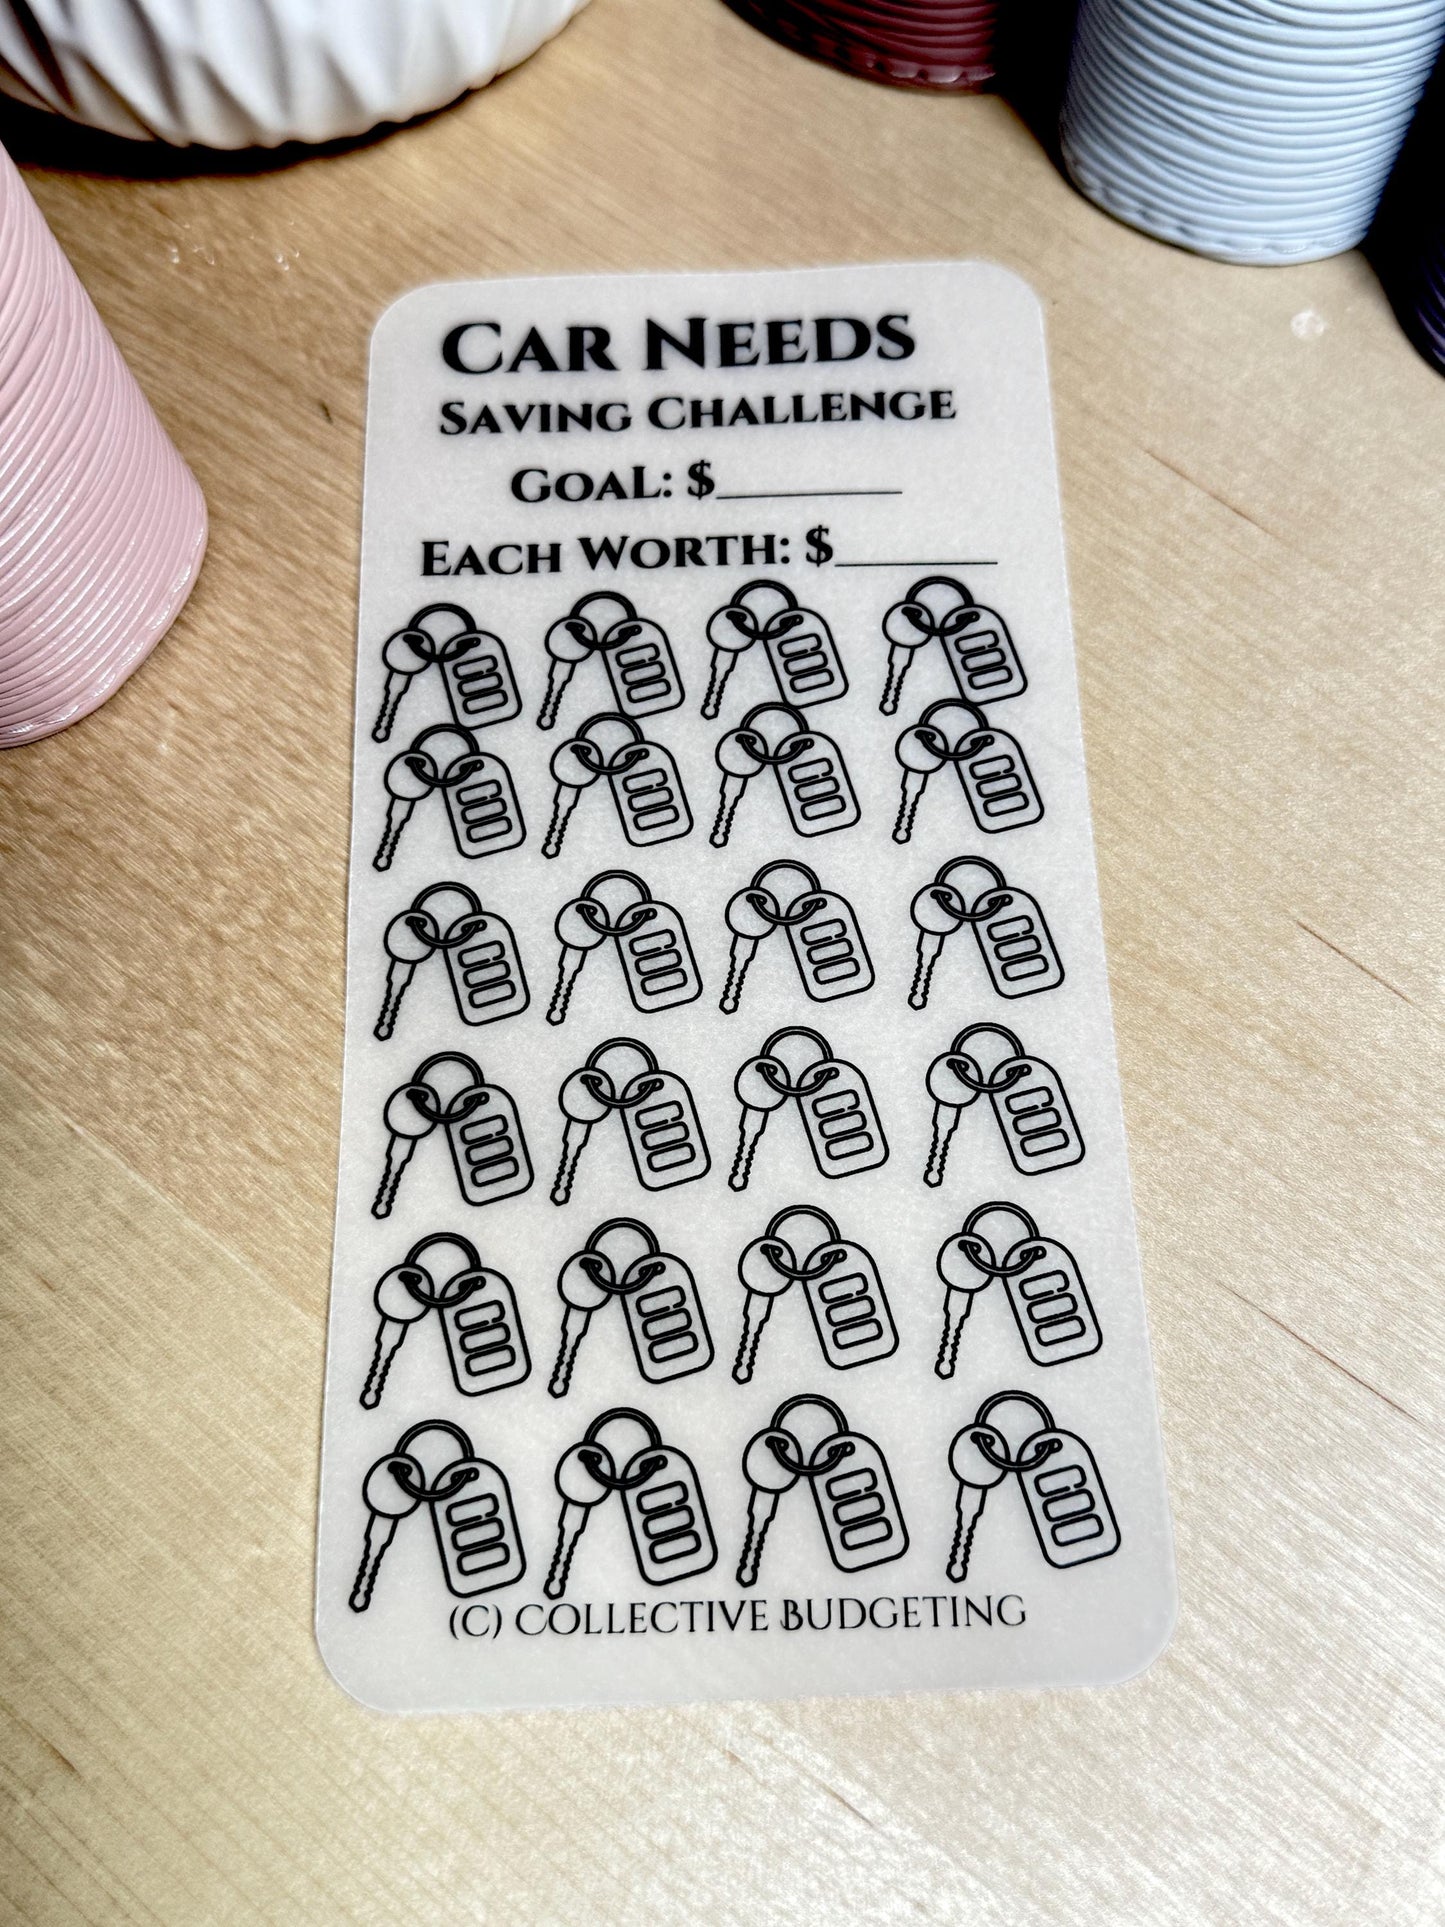 Car Needs
Saving Challenge
Goal: $________
Each Worth: $_______
(C) Collective Budgeting